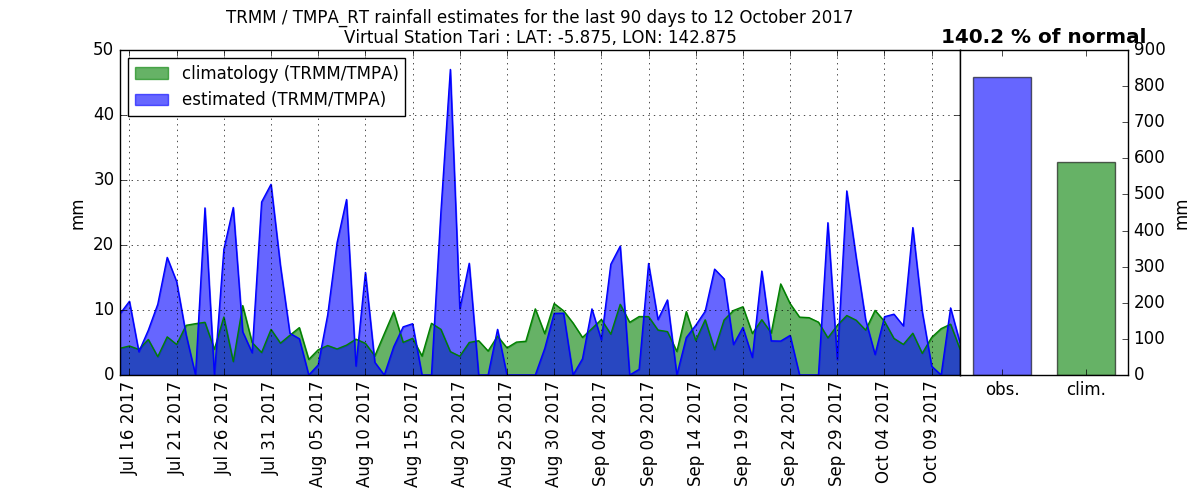 TRMM / TMPA_RT rainfall estimates for the last 90 days to 12 October 2017
Virtual Station Tari : LAT: -5.875, LON: 142.875
140.2 % of normal
climatology (TRMM/TMPA)
estimated (TRMM/TMPA)
mm
50
40
30
20
10
0
Jul 16 2017
Jul 21 2017
Jul 26 2017
Jul 31 2017
Aug 05 2017
Aug 10 2017
Aug 15 2017
Aug 20 2017
Aug 25 2017
Aug 30 2017
Sep 04 2017
Sep 09 2017
Sep 14 2017
Sep 19 2017
Sep 24 2017
Sep 29 2017
Oct 04 2017
Oct 09 2017
obs.
clim.
900
800
700
600
500
400
300
200
100
0
mm